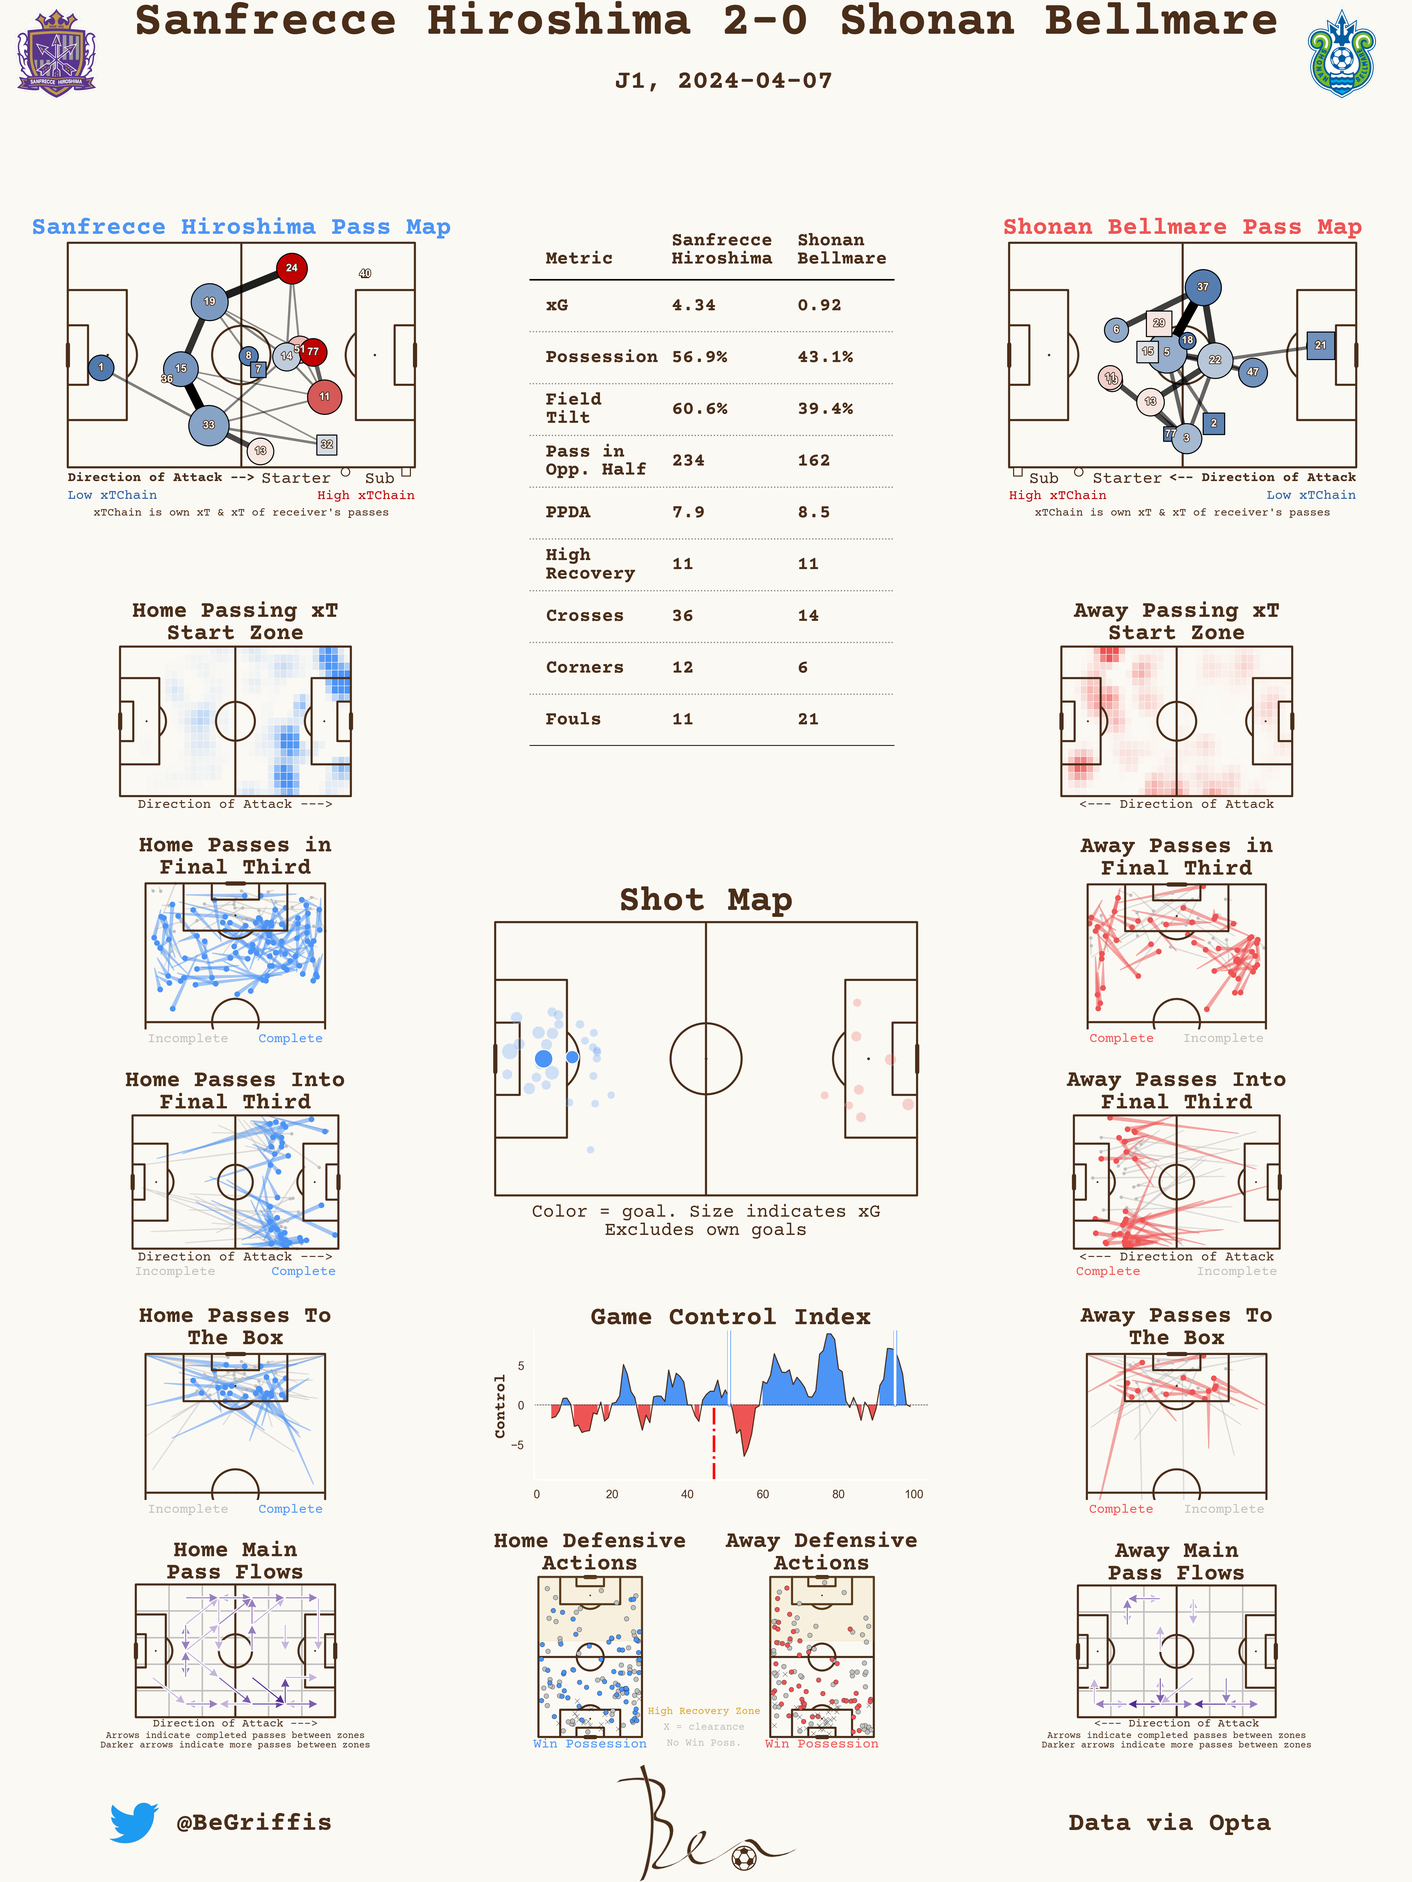 Sanfrecce Hiroshima 2-0 Shonan Bellmare
J1, 2024-04-07
SANFRECCE HIROSHIMA
SHONAN BELLMARE
Sanfrecce Hiroshima Pass Map
24
40
19
8
14
51
77
1
15
36
7
11
33
13
32
Direction of Attack --> Starter Sub
Low xTChain High xTChain
xTChain is own xT & xT of receiver's passes
Metric Sanfrecce Hiroshima Shonan Bellmare
xG 4.34 0.92
Possession 56.9% 43.1%
Field Tilt 60.6% 39.4%
Pass in Opp. Half 234 162
PPDA 7.9 8.5
High Recovery 11 11
Crosses 36 14
Corners 12 6
Fouls 11 21
Shonan Bellmare Pass Map
37
6
29
18
15
5
22
21
47
11
19
13
2
77
3
Sub Starter <-- Direction of Attack
High xTChain Low xTChain
xTChain is own xT & xT of receiver's passes
Home Passing xT
Start Zone
Direction of Attack --->
Away Passing xT
Start Zone
<--- Direction of Attack
Home Passes in
Final Third
Incomplete Complete
Away Passes in
Final Third
Complete Incomplete
Shot Map
Color = goal. Size indicates xG
Excludes own goals
Home Passes Into
Final Third
Direction of Attack --->
Incomplete Complete
Away Passes Into
Final Third
<--- Direction of Attack
Complete Incomplete
Home Passes To
The Box
Incomplete Complete
Game Control Index
Control
5
0
−5
0 20 40 60 80 100
Away Passes To
The Box
Complete Incomplete
Home Main
Pass Flows
Direction of Attack --->
Arrows indicate completed passes between zones
Darker arrows indicate more passes between zones
Home Defensive
Actions
Win Possession
Away Defensive
Actions
Win Possession
High Recovery Zone
X = clearance
No Win Poss.
Away Main
Pass Flows
<--- Direction of Attack
Arrows indicate completed passes between zones
Darker arrows indicate more passes between zones
@BeGriffis
Ben
Data via Opta